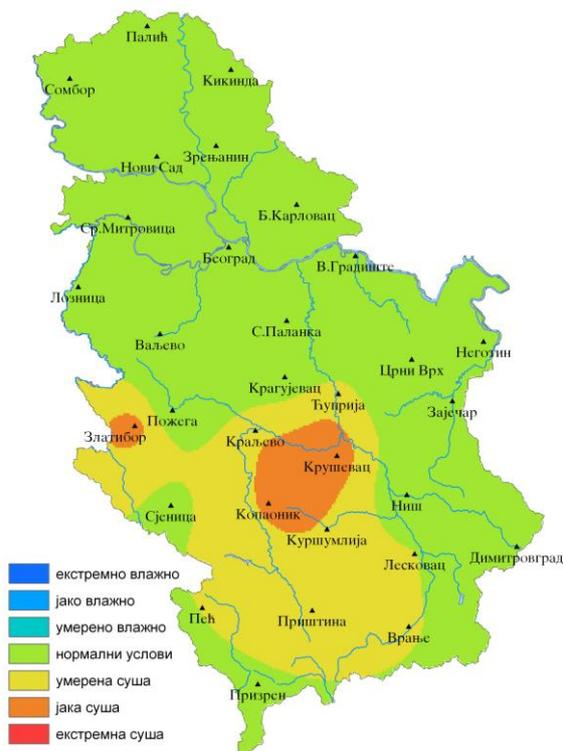 Палић
Кикинда
Сомбор
Зрењанин
Нови Сад
Б.Карловац
Ср.Митровица
Београд
В.Градиште
Лозница
С.Паланка
Ваљево
Неготин
Црни Врх
Крагујевац
Ћуприја
Зајечар
Пожега
Златибор
Краљево
Крушевац
Ниш
Копаоник
Сјеница
Куршумлија
Димитровград
Лесковац
Пећ
Приштина
Врање
Призрен
екстремно влажно
јако влажно
умерено влажно
нормални услови
умерена суша
јака суша
екстремна суша